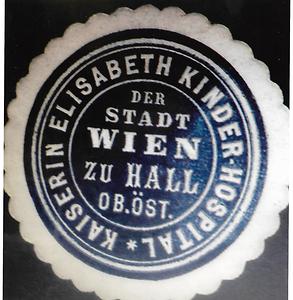 KAISERIN ELISABETH KINDER-HOSPITAL *
DER
STADT
WIEN
ZU HALL
OB.ÖST.